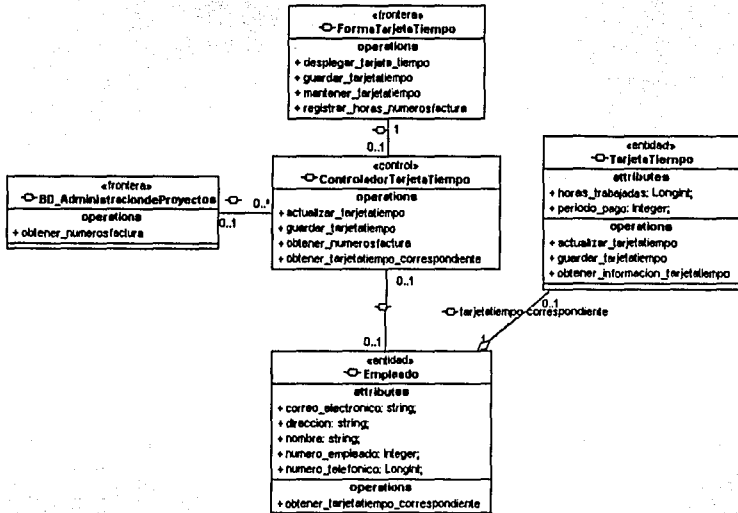 «frontera»
FormaTarjetaTiempo
operations
+ desplegar_tarjeta_tiempo
+ guardar_tarjetatiempo
+ mantener_tarjetatiempo
+ registrar_horas_numerosfactura
1
0..1
«control»
ControladorTarjetaTiempo
operations
+ actualizar_tarjetatiempo
+ guardar_tarjetatiempo
+ obtener_numerosfactura
+ obtener_tarjetatiempo_correspondiente
«frontera»
BD_AdministraciondeProyectos
operations
+ obtener_numerosfactura
0..1
0..*
«entidad»
TarjetaTiempo
attributes
+ horas_trabajadas: Longint;
+ periodo_pago: Integer;
operations
+ actualizar_tarjetatiempo
+ guardar_tarjetatiempo
+ obtener_informacion_tarjetatiempo
0..1
0..1
tarjetatiempo-correspondiente
1
0..1
«entidad»
Empleado
attributes
+ correo_electronico: string;
+ direccion: string;
+ nombre: string;
+ numero_empleado: Integer;
+ numero_telefonico: Longint;
operations
+ obtener_tarjetatiempo_correspondiente